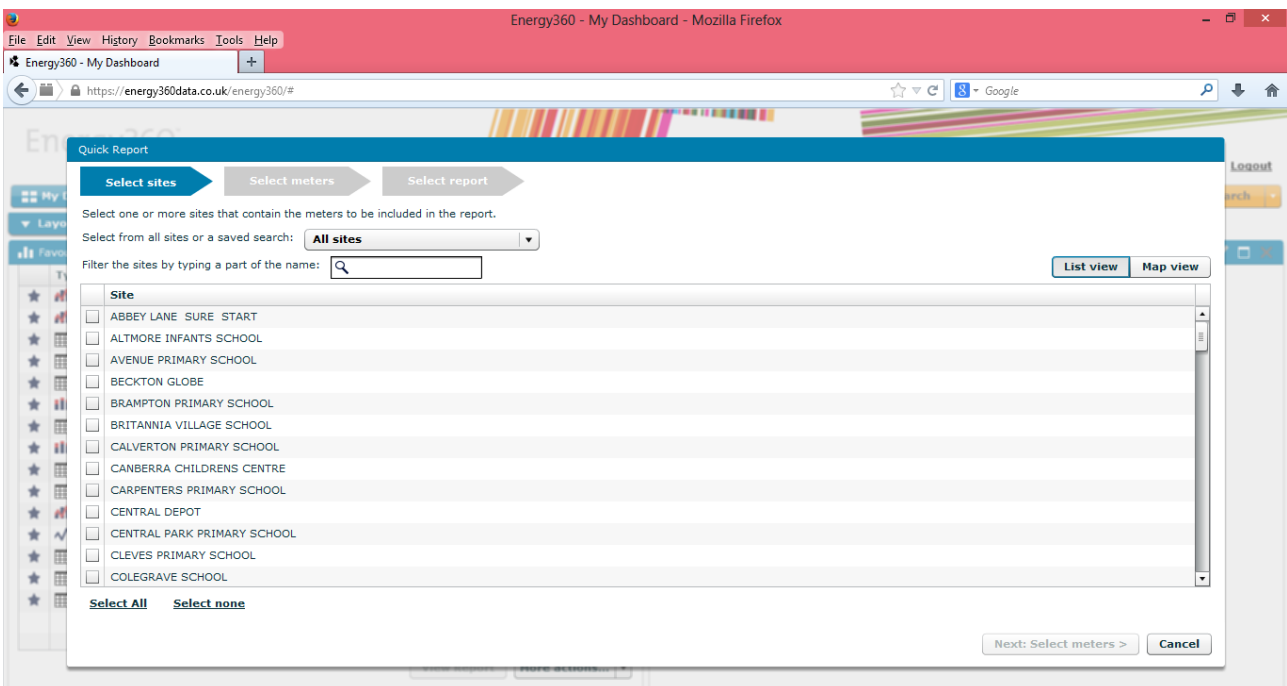 Energy360 - My Dashboard - Mozilla Firefox
File Edit View History Bookmarks Tools Help
Energy360 - My Dashboard +
https://energy360data.co.uk/energy360/#
8 Google
Quick Report
Logout
Select sites Select meters Select report
Select one or more sites that contain the meters to be included in the report.
Select from all sites or a saved search: All sites
Filter the sites by typing a part of the name:
List view Map view
Site
ABBEY LANE SURE START
ALTMORE INFANTS SCHOOL
AVENUE PRIMARY SCHOOL
BECKTON GLOBE
BRAMPTON PRIMARY SCHOOL
BRITANNIA VILLAGE SCHOOL
CALVERTON PRIMARY SCHOOL
CANBERRA CHILDRENS CENTRE
CARPENTERS PRIMARY SCHOOL
CENTRAL DEPOT
CENTRAL PARK PRIMARY SCHOOL
CLEVES PRIMARY SCHOOL
COLEGRAVE SCHOOL
Select All Select none
Next: Select meters > Cancel
View Report More actions...